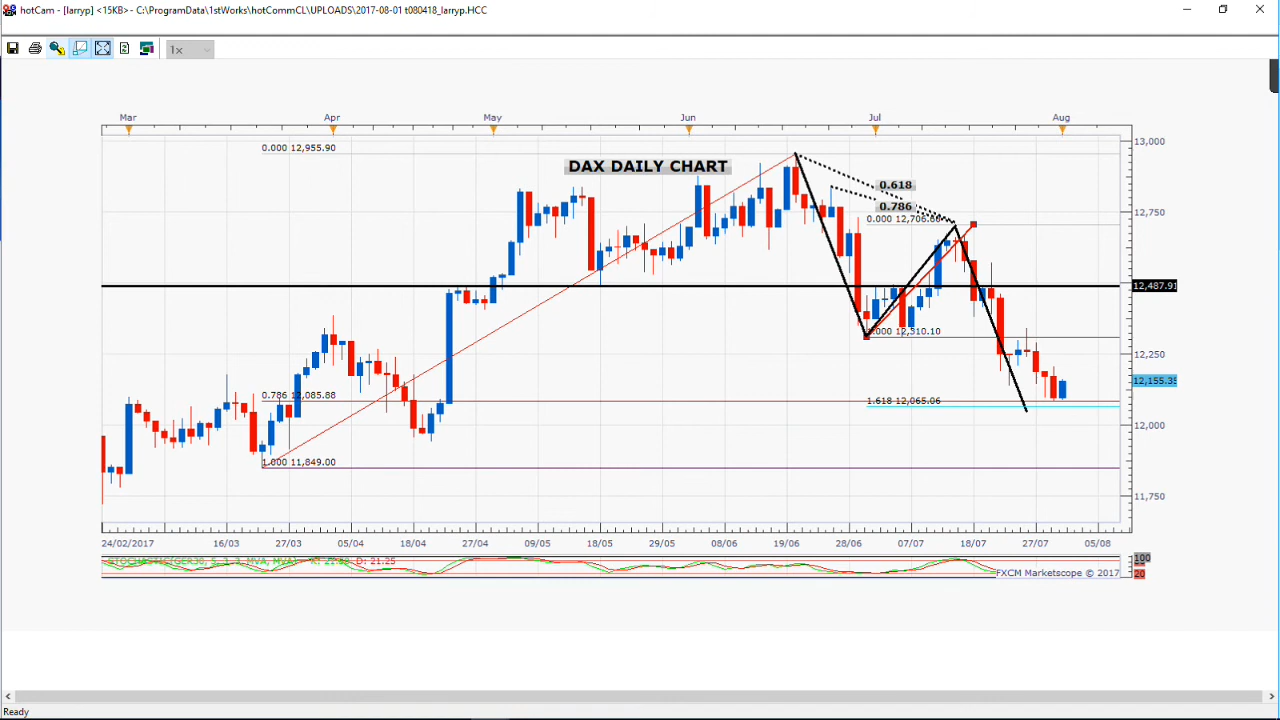 hotCam - [larryp] <15KB> - C:\ProgramData\1stWorks\hotCommCL\UPLOADS\2017-08-01 t080418_larryp.HCC
1x
Mar Apr May Jun Jul Aug
0.000 12,955.90
13,000
DAX DAILY CHART
0.618
0.786
12,750
0.000 12,706.60
12,487.91
12,310.10
12,250
12,155.35
0.786 12,085.88
1.618 12,065.06
12,000
1.000 11,849.00
11,750
24/02/2017 16/03 27/03 05/04 18/04 27/04 09/05 18/05 29/05 08/06 19/06 28/06 07/07 18/07 27/07 05/08
100
D: 21.25
FXCM Marketscope © 2017
20
Ready